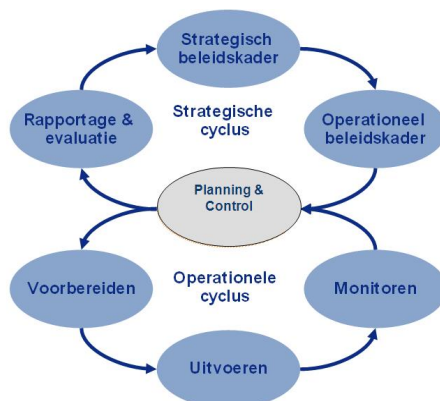 Strategisch
beleidskader
Rapportage &
evaluatie
Strategische
cyclus
Operationeel
beleidskader
Planning &
Control
Voorbereiden
Operationele
cyclus
Monitoren
Uitvoeren